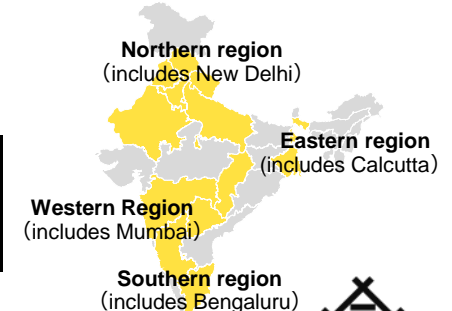 Northern region
（includes New Delhi）
Eastern region
（includes Calcutta）
Western Region
（includes Mumbai）
Southern region
（includes Bengaluru）